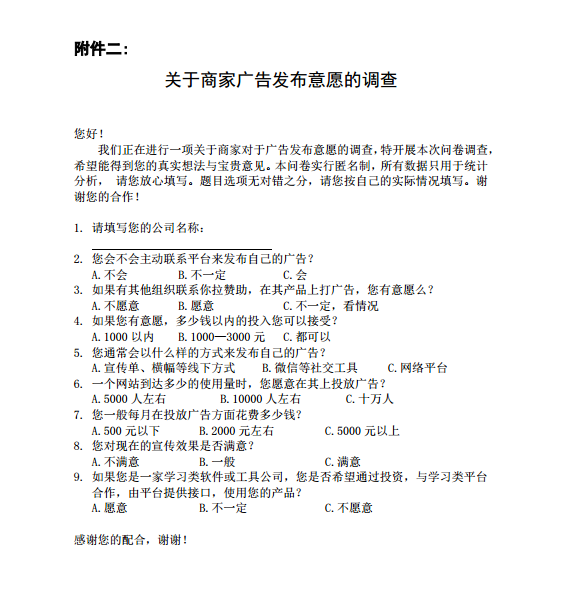 附件二：
关于商家广告发布意愿的调查
您好！
我们正在进行一项关于商家对于广告发布意愿的调查，特开展本次问卷调查，
希望能得到您的真实想法与宝贵意见。本问卷实行匿名制，所有数据只用于统计
分析， 请您放心填写。题目选项无对错之分，请您按自己的实际情况填写。谢
谢您的合作！
1. 请填写您的公司名称：
2. 您会不会主动联系平台来发布自己的广告？
A.不会 B.不一定 C.会
3. 如果有其他组织联系你拉赞助，在其产品上打广告，您有意愿么？
A.不愿意 B.愿意 C.不一定，看情况
4. 如果您有意愿，多少钱以内的投入您可以接受？
A.1000 以内 B.1000—3000 元 C.都可以
5. 您通常会以什么样的方式来发布自己的广告？
A.宣传单、横幅等线下方式 B.微信等社交工具 C.网络平台
6. 一个网站到达多少的使用量时，您愿意在其上投放广告？
A.5000 人左右 B.10000 人左右 C.十万人
7. 您一般每月在投放广告方面花费多少钱？
A.500 元以下 B.2000 元左右 C.5000 元以上
8. 您对现在的宣传效果是否满意？
A.不满意 B.一般 C.满意
9. 如果您是一家学习类软件或工具公司，您是否希望通过投资，与学习类平台
合作，由平台提供接口，使用您的产品？
A.愿意 B.不一定 C.不愿意
感谢您的配合，谢谢！